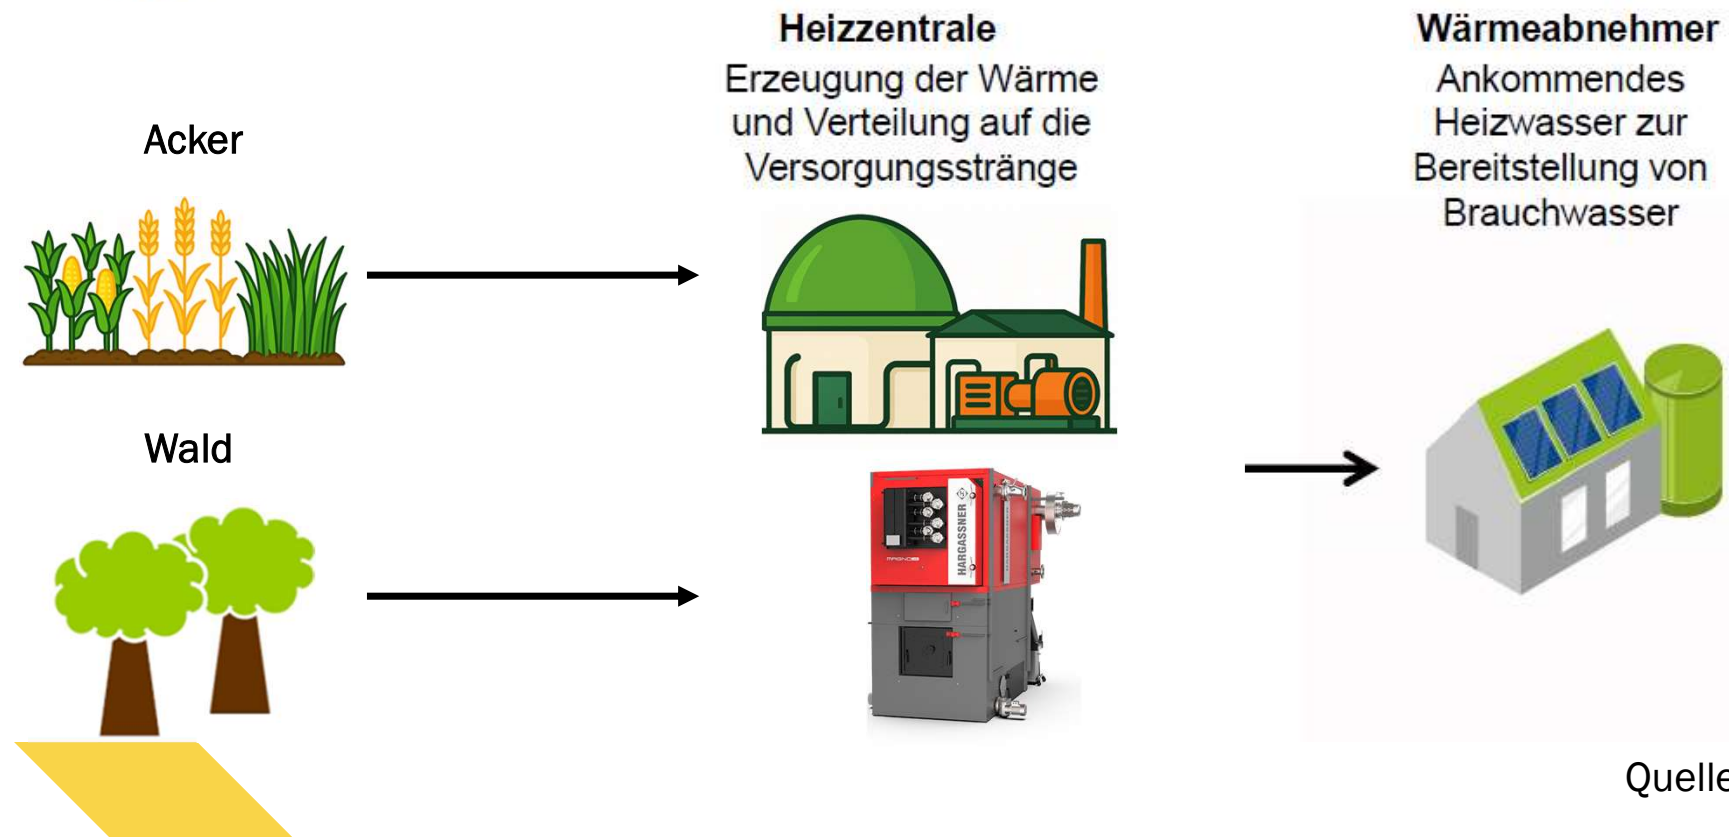 Heizzentrale
Erzeugung der Wärme
und Verteilung auf die
Versorgungsstränge
Wärmeabnehmer
Ankommendes
Heizwasser zur
Bereitstellung von
Brauchwasser
Acker
Wald
HARGASSNER
Quelle